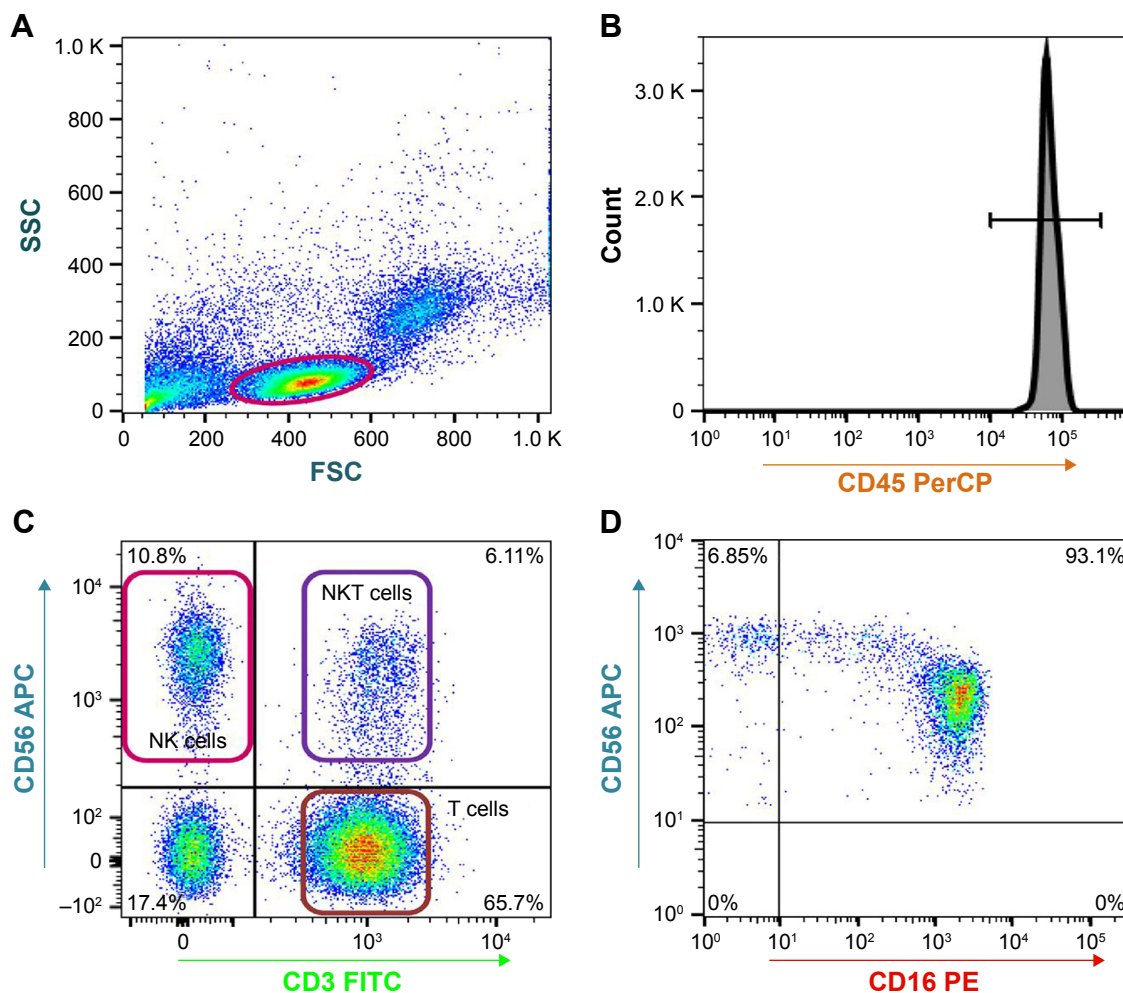 A
1.0 K
800
600
400
200
0
SSC
0 200 400 600 800 1.0 K
FSC
B
3.0 K
2.0 K
1.0 K
0
Count
10⁰ 10¹ 10² 10³ 10⁴ 10⁵
CD45 PerCP
C
10.8% 6.11%
NKT cells
NK cells
T cells
17.4% 65.7%
10⁴
10³
10²
0
–10²
CD56 APC
0 10³ 10⁴
CD3 FITC
D
6.85% 93.1%
0% 0%
10⁴
10³
10²
10¹
10⁰
CD56 APC
10⁰ 10¹ 10² 10³ 10⁴ 10⁵
CD16 PE